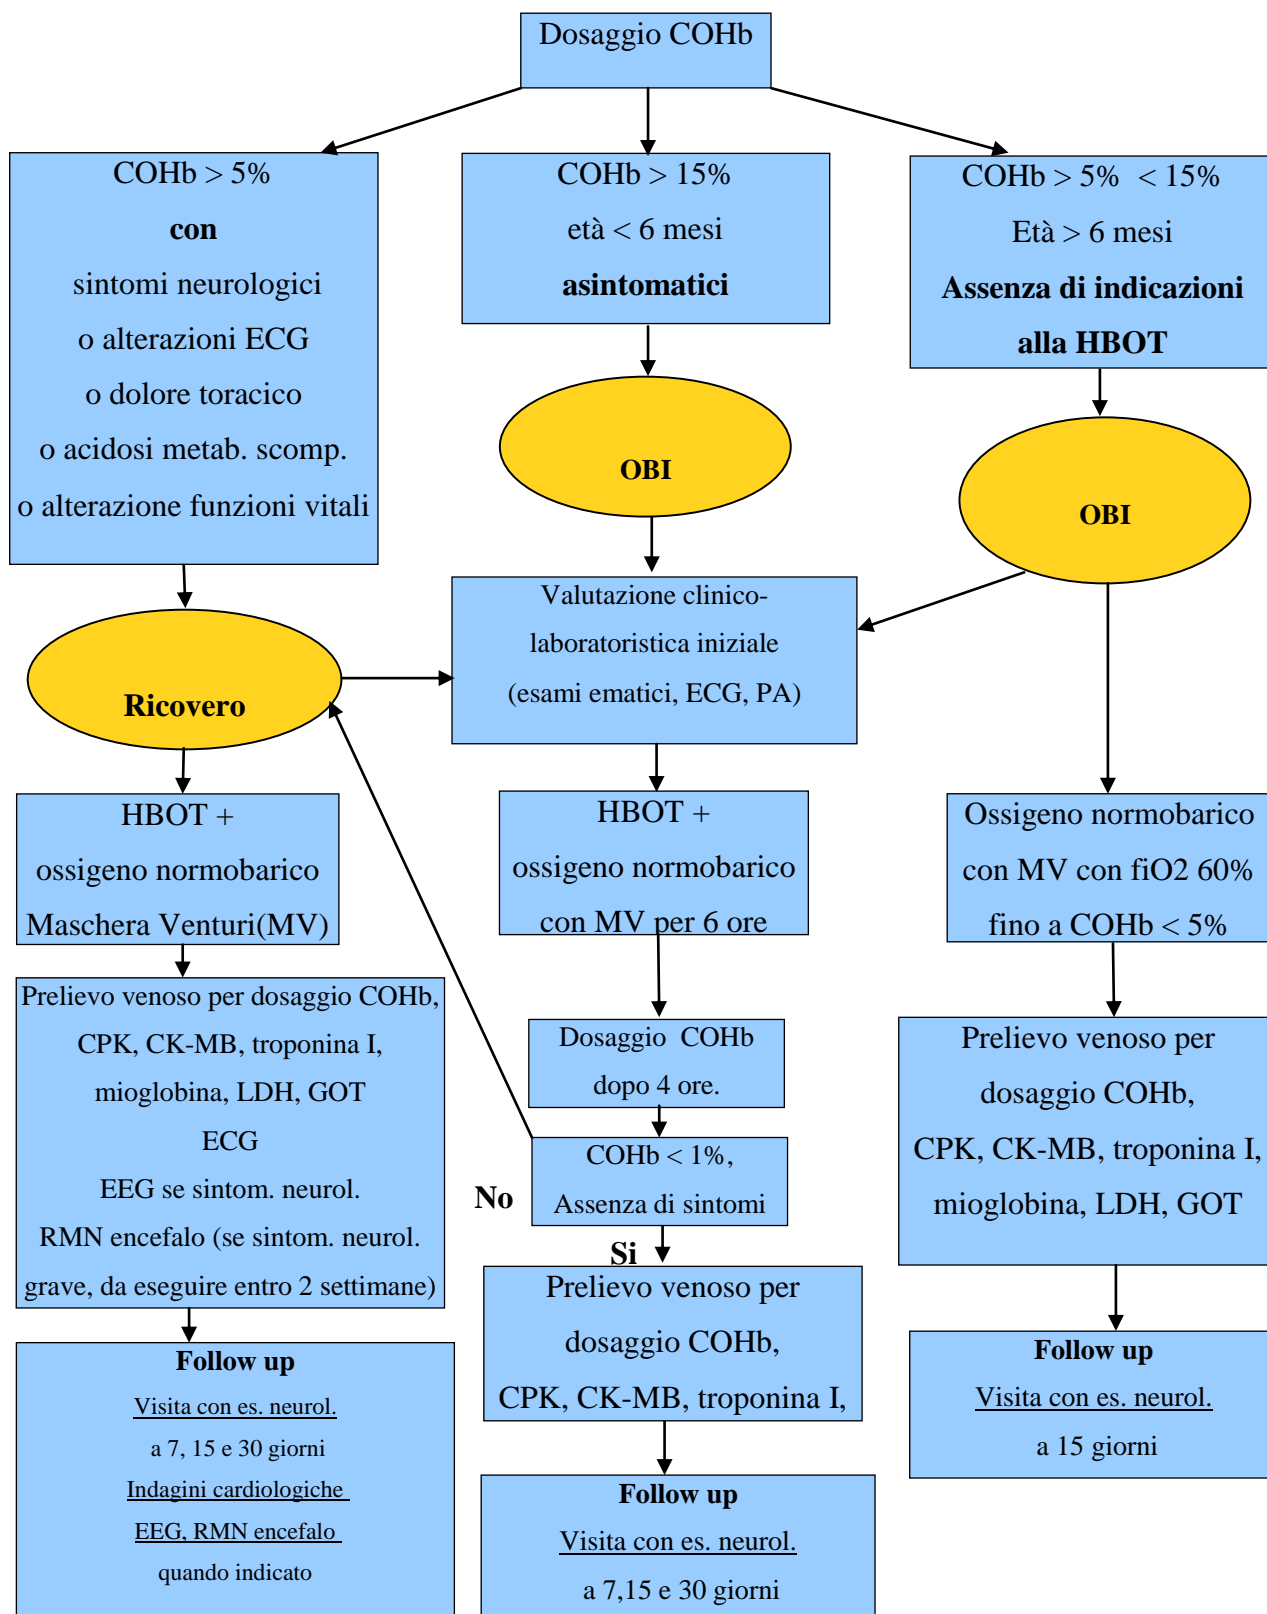 Dosaggio COHb
COHb > 5%
con
sintomi neurologici
o alterazioni ECG
o dolore toracico
o acidosi metab. scomp.
o alterazione funzioni vitali
COHb > 15%
età < 6 mesi
asintomatici
COHb > 5%  < 15%
Età > 6 mesi
Assenza di indicazioni
alla HBOT
OBI
OBI
Valutazione clinico-
laboratoristica iniziale
(esami ematici, ECG, PA)
Ricovero
HBOT +
ossigeno normobarico
Maschera Venturi(MV)
HBOT +
ossigeno normobarico
con MV per 6 ore
Ossigeno normobarico
con MV con fiO2 60%
fino a COHb < 5%
Prelievo venoso per dosaggio COHb,
CPK, CK-MB, troponina I,
mioglobina, LDH, GOT
ECG
EEG se sintom. neurol.
RMN encefalo (se sintom. neurol.
grave, da eseguire entro 2 settimane)
Dosaggio  COHb
dopo 4 ore.
COHb < 1%,
Assenza di sintomi
No
Si
Prelievo venoso per
dosaggio COHb,
CPK, CK-MB, troponina I,
Prelievo venoso per
dosaggio COHb,
CPK, CK-MB, troponina I,
mioglobina, LDH, GOT
Follow up
Visita con es. neurol.
a 7, 15 e 30 giorni
Indagini cardiologiche
EEG, RMN encefalo
quando indicato
Follow up
Visita con es. neurol.
a 7,15 e 30 giorni
Follow up
Visita con es. neurol.
a 15 giorni